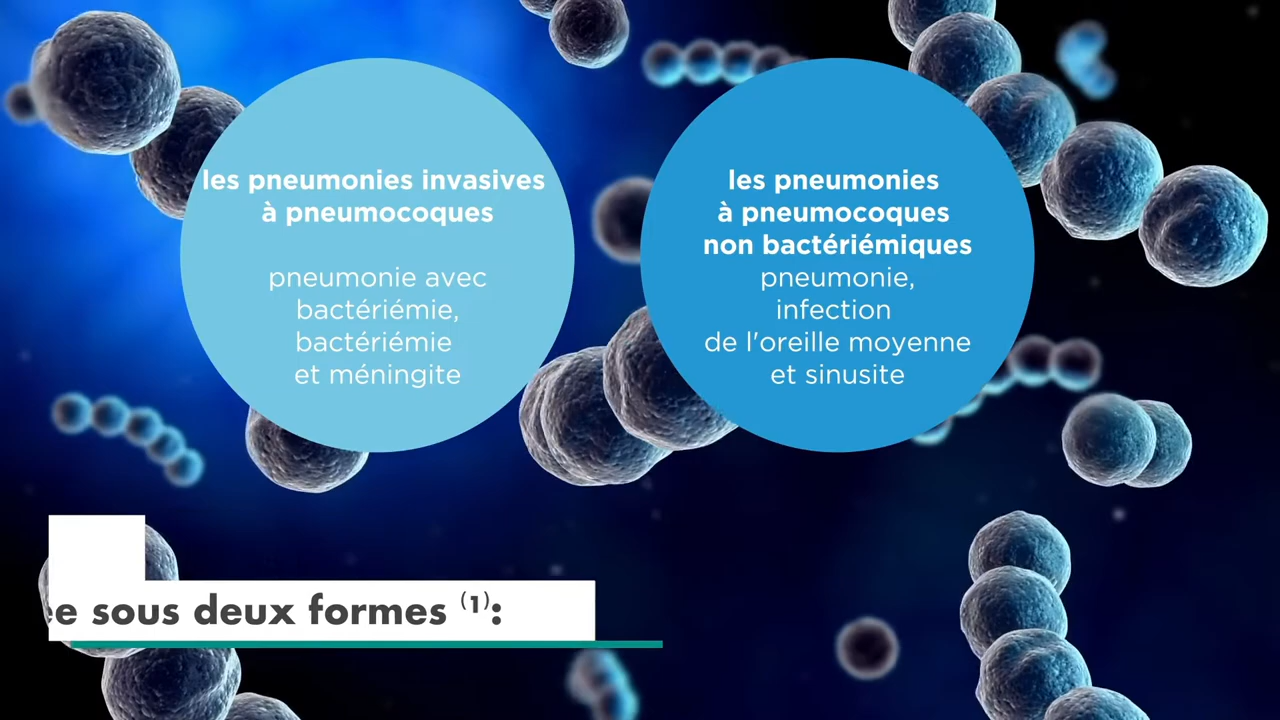 les pneumonies invasives
à pneumocoques
pneumonie avec
bactériémie,
bactériémie
et méningite
les pneumonies
à pneumocoques
non bactériémiques
pneumonie,
infection
de l'oreille moyenne
et sinusite
sous deux formes (1):